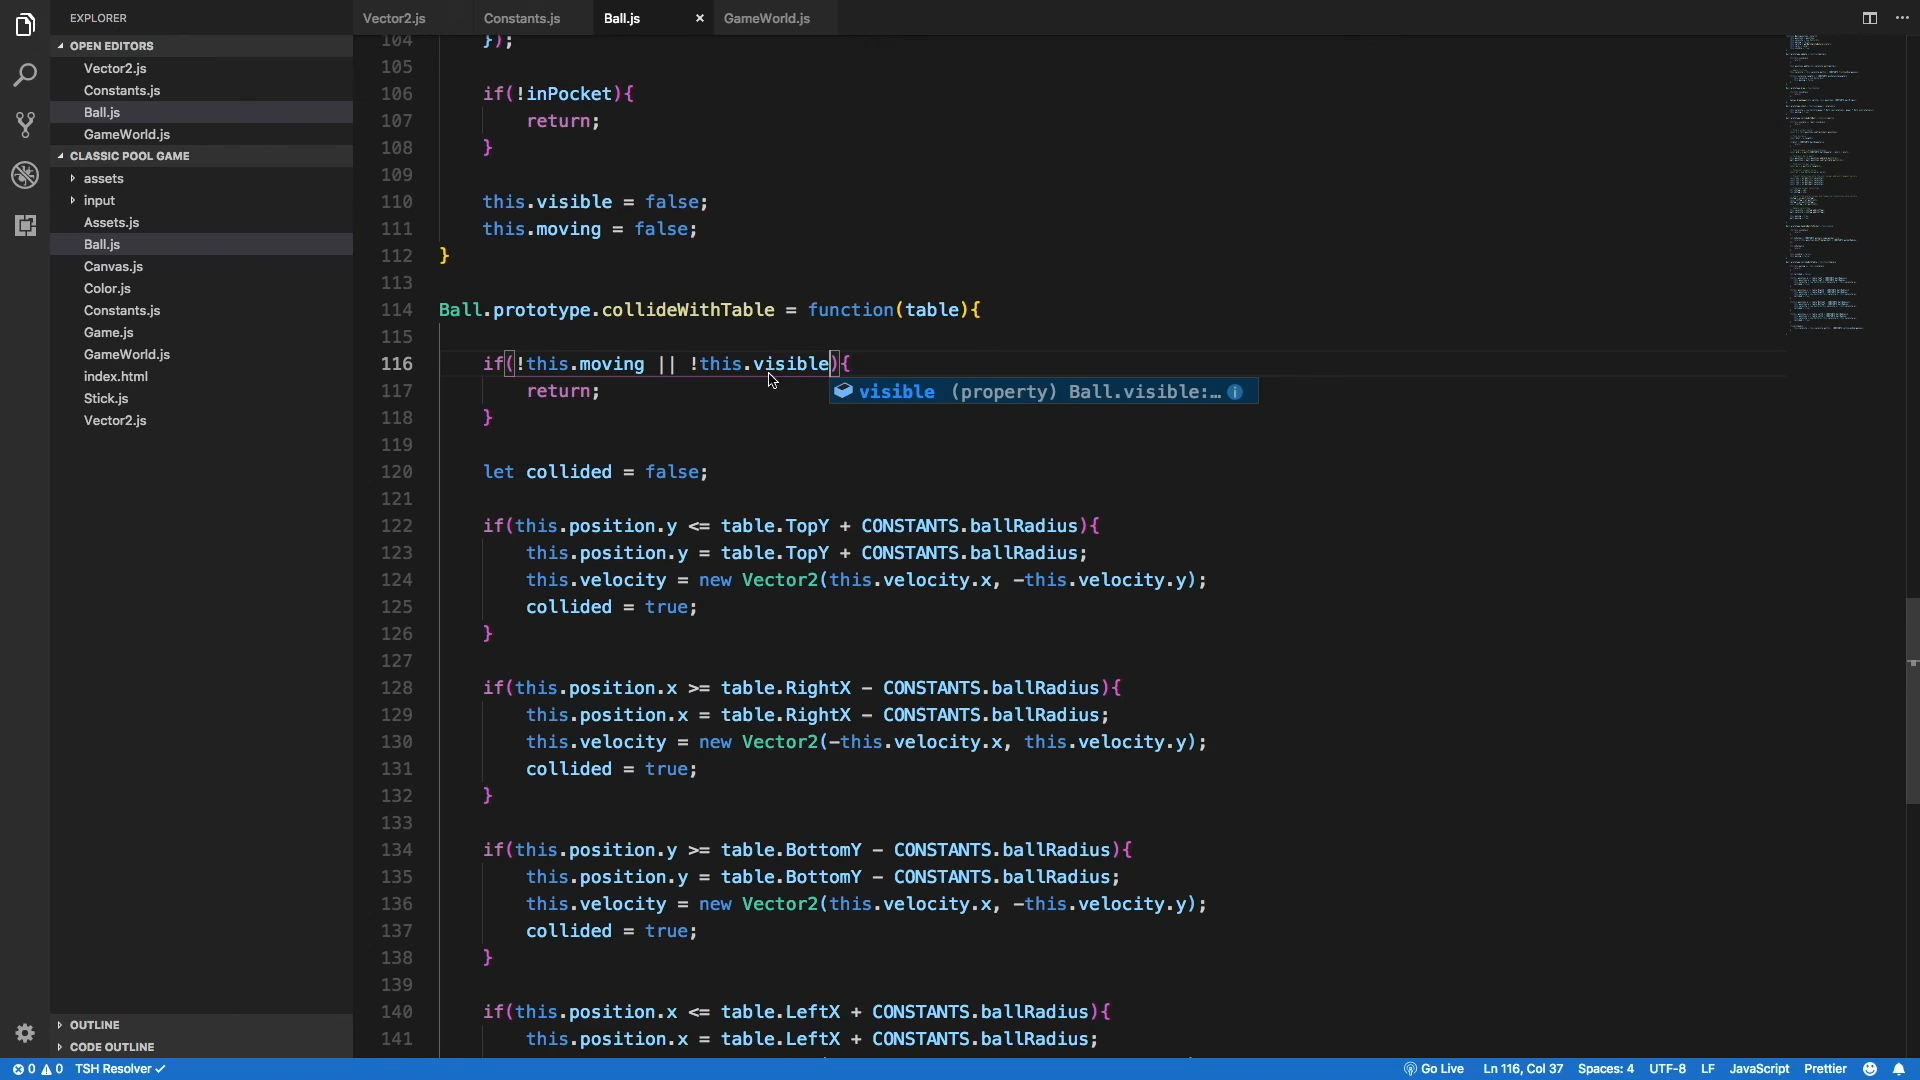 EXPLORER
Vector2.js Constants.js Ball.js × GameWorld.js
OPEN EDITORS
Vector2.js
Constants.js
Ball.js
GameWorld.js
CLASSIC POOL GAME
assets
input
Assets.js
Ball.js
Canvas.js
Color.js
Constants.js
Game.js
GameWorld.js
index.html
Stick.js
Vector2.js
OUTLINE
CODE OUTLINE
104 });
105
106 if(!inPocket){
107 return;
108 }
109
110 this.visible = false;
111 this.moving = false;
112 }
113
114 Ball.prototype.collideWithTable = function(table){
115
116 if(!this.moving || !this.visible){
117 return;
visible (property) Ball.visible:…
118 }
119
120 let collided = false;
121
122 if(this.position.y <= table.TopY + CONSTANTS.ballRadius){
123 this.position.y = table.TopY + CONSTANTS.ballRadius;
124 this.velocity = new Vector2(this.velocity.x, -this.velocity.y);
125 collided = true;
126 }
127
128 if(this.position.x >= table.RightX - CONSTANTS.ballRadius){
129 this.position.x = table.RightX - CONSTANTS.ballRadius;
130 this.velocity = new Vector2(-this.velocity.x, this.velocity.y);
131 collided = true;
132 }
133
134 if(this.position.y >= table.BottomY - CONSTANTS.ballRadius){
135 this.position.y = table.BottomY - CONSTANTS.ballRadius;
136 this.velocity = new Vector2(this.velocity.x, -this.velocity.y);
137 collided = true;
138 }
139
140 if(this.position.x <= table.LeftX + CONSTANTS.ballRadius){
141 this.position.x = table.LeftX + CONSTANTS.ballRadius;
0 0 TSH Resolver ✓ Go Live Ln 116, Col 37 Spaces: 4 UTF-8 LF JavaScript Prettier